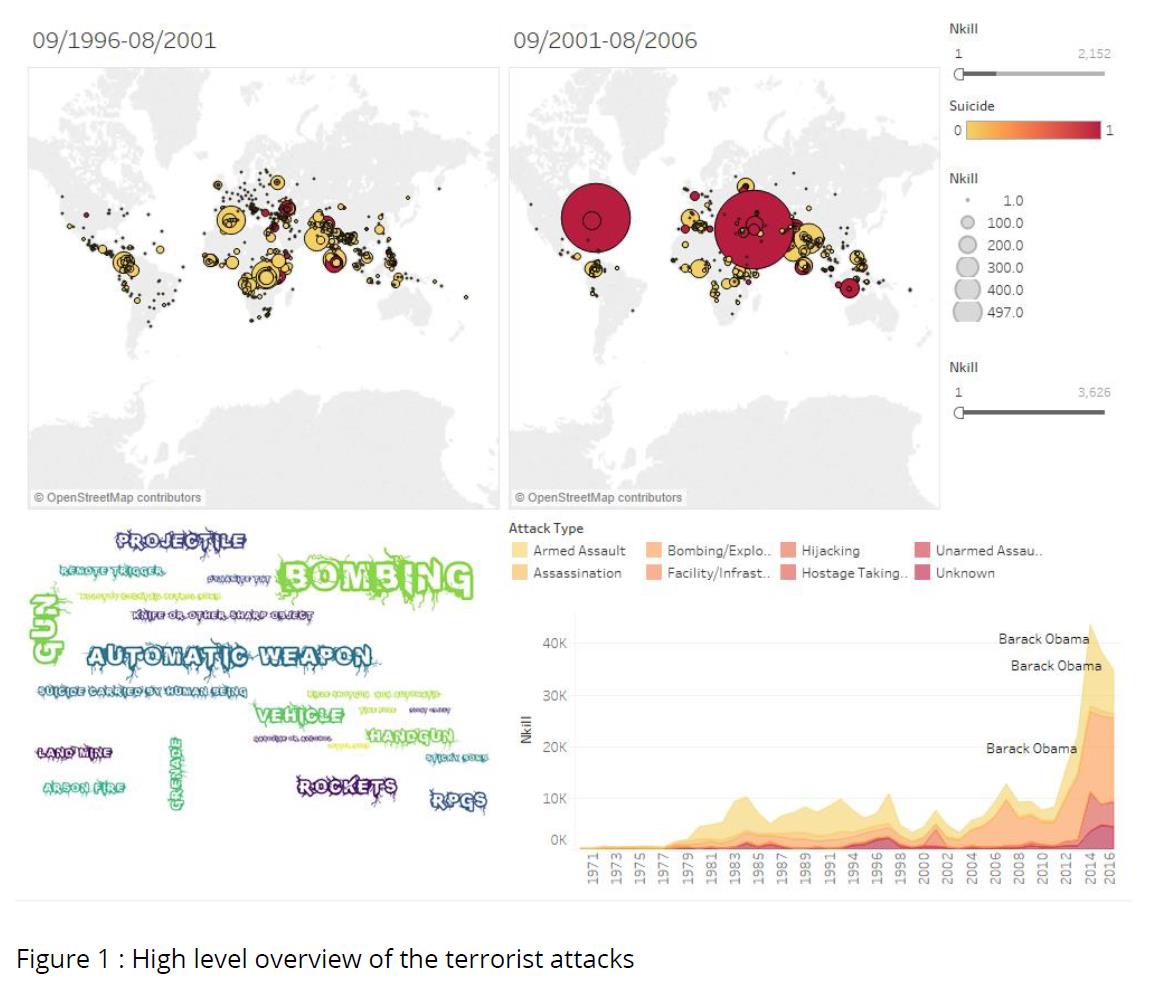 09/1996-08/2001
09/2001-08/2006
Nkill
1 2,152
Suicide
0 1
Nkill
1.0
100.0
200.0
300.0
400.0
497.0
Nkill
1 3,626
© OpenStreetMap contributors
© OpenStreetMap contributors
PROJECTILE
REMOTE TRIGGER
BOMBING
GUN
KNIFE OR OTHER SHARP OBJECT
AUTOMATIC WEAPON
SUICIDE CARRIED BY HUMAN BEING
VEHICLE
HANDGUN
STICKY BOMB
LAND MINE
GRENADE
ARSON FIRE
ROCKETS
RPGS
Attack Type
Armed Assault Bombing/Explo.. Hijacking Unarmed Assau..
Assassination Facility/Infrast.. Hostage Taking.. Unknown
Barack Obama
Barack Obama
Barack Obama
Nkill
40K
30K
20K
10K
0K
1971 1973 1975 1977 1979 1981 1983 1985 1987 1989 1991 1994 1996 1998 2000 2002 2004 2006 2008 2010 2012 2014 2016
Figure 1 : High level overview of the terrorist attacks